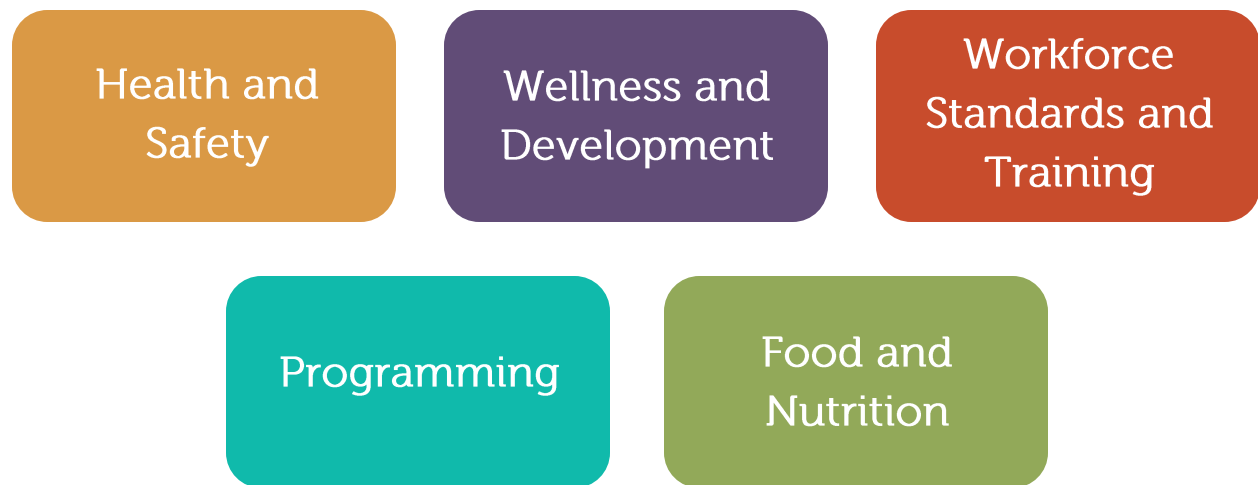 Health and
Safety
Wellness and
Development
Workforce
Standards and
Training
Programming
Food and
Nutrition